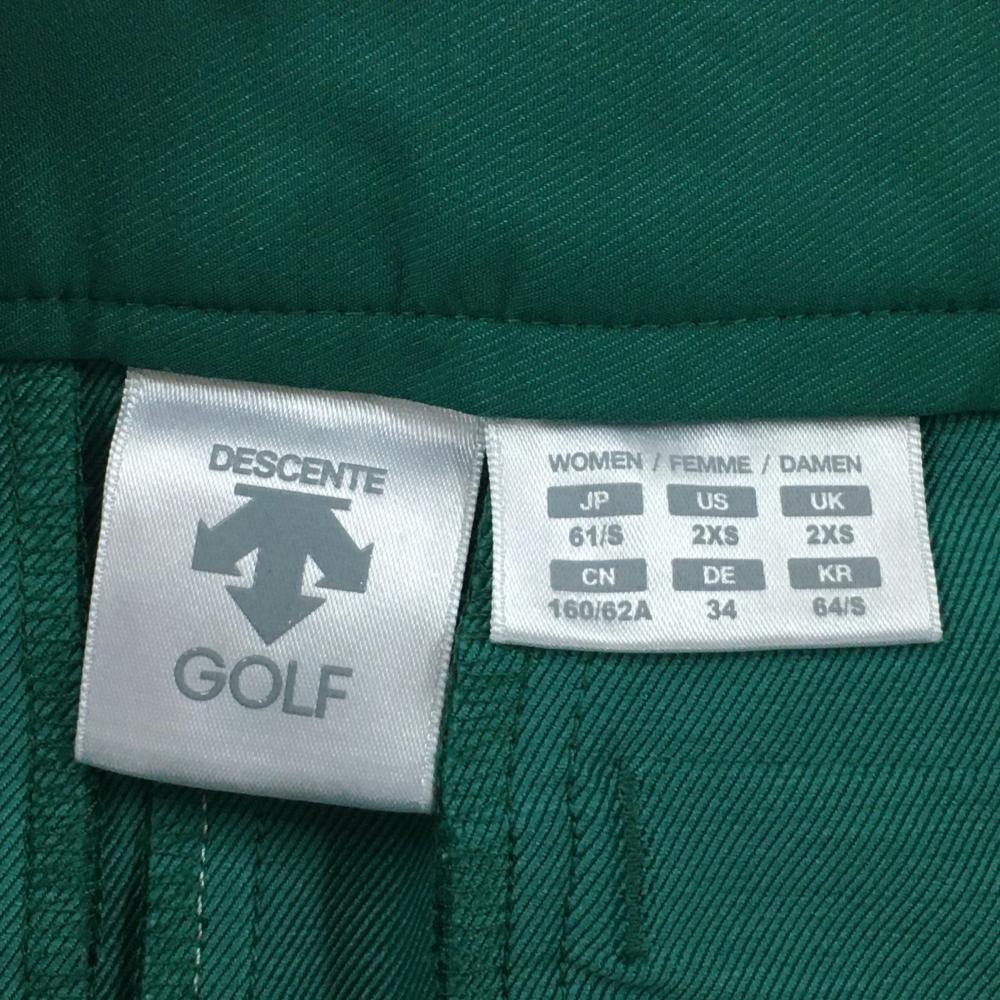 DESCENTE
GOLF
WOMEN / FEMME / DAMEN
JP US UK
61/S 2XS 2XS
CN DE KR
160/62A 34 64/S